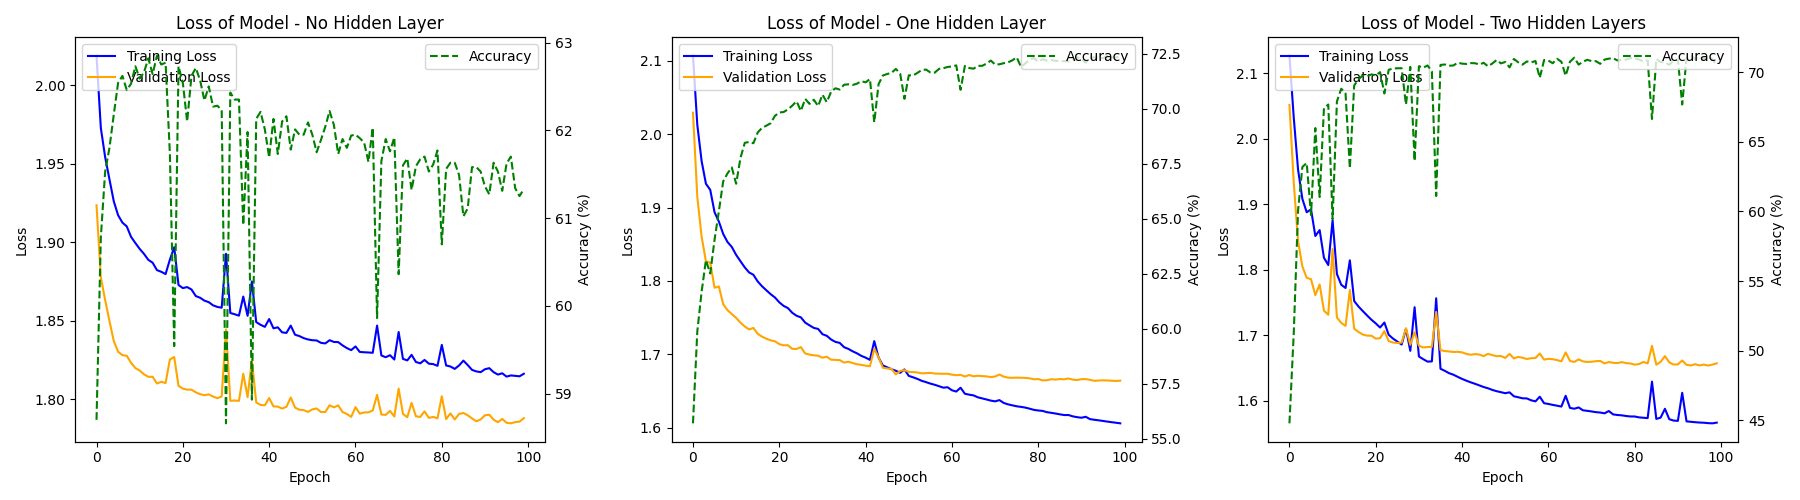 Loss of Model - No Hidden Layer
Training Loss
Validation Loss
Accuracy
2.00
1.95
1.90
1.85
1.80
Loss
63
62
61
60
59
Accuracy (%)
0 20 40 60 80 100
Epoch
Loss of Model - One Hidden Layer
Training Loss
Validation Loss
Accuracy
2.1
2.0
1.9
1.8
1.7
1.6
Loss
72.5
70.0
67.5
65.0
62.5
60.0
57.5
55.0
Accuracy (%)
0 20 40 60 80 100
Epoch
Loss of Model - Two Hidden Layers
Training Loss
Validation Loss
Accuracy
2.1
2.0
1.9
1.8
1.7
1.6
Loss
70
65
60
55
50
45
Accuracy (%)
0 20 40 60 80 100
Epoch